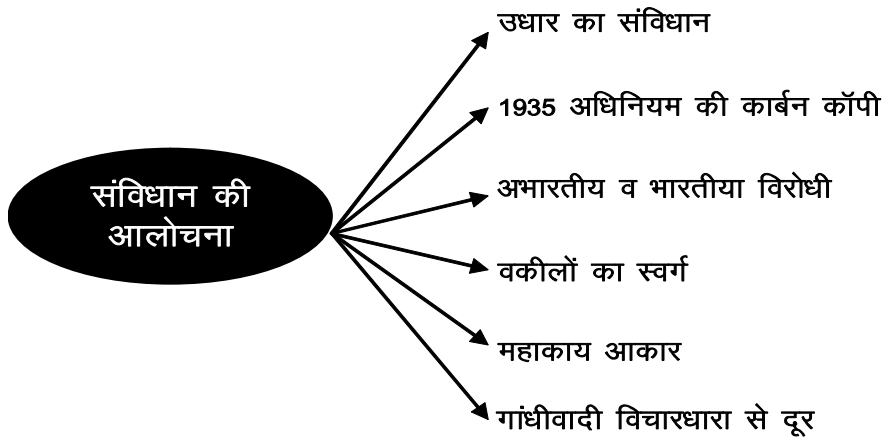 संविधान की
आलोचना
उधार का संविधान
1935 अधिनियम की कार्बन कॉपी
अभारतीय व भारतीया विरोधी
वकीलों का स्वर्ग
महाकाय आकार
गांधीवादी विचारधारा से दूर